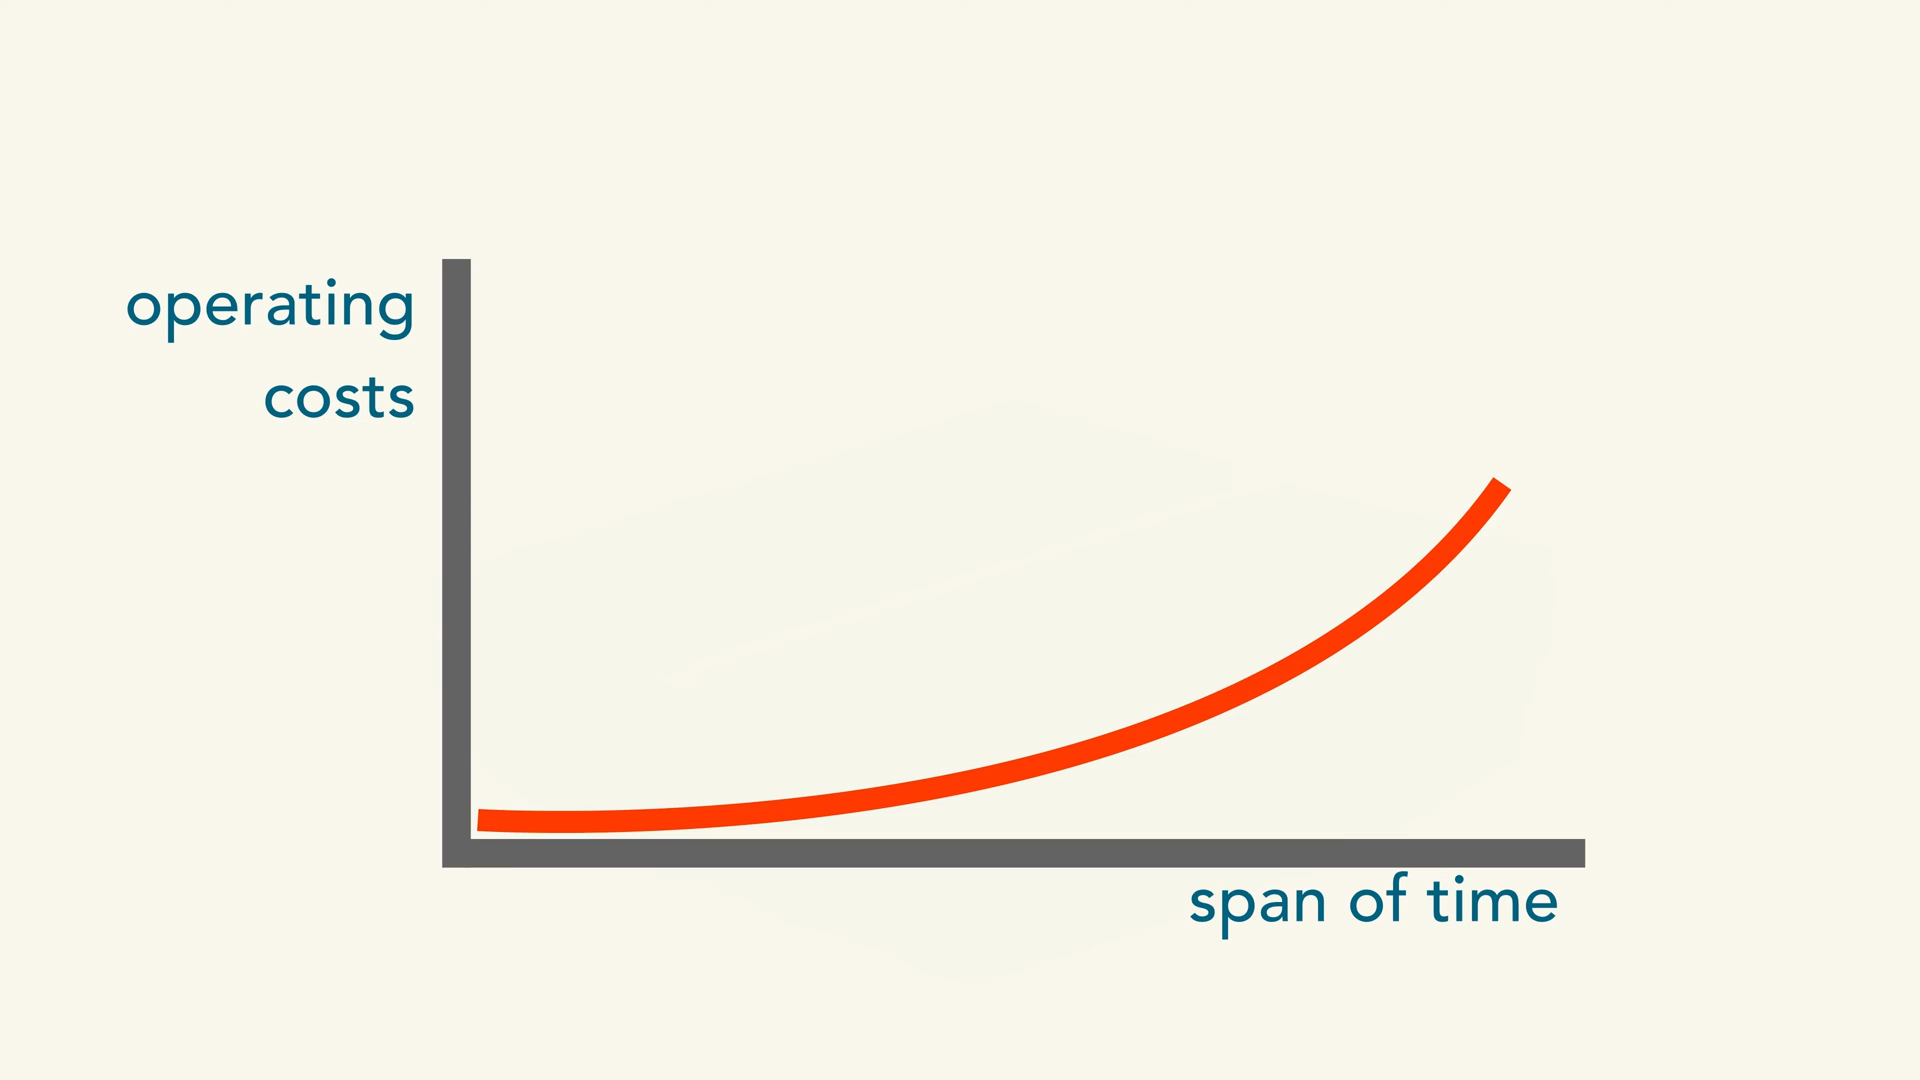 operating
costs
span of time